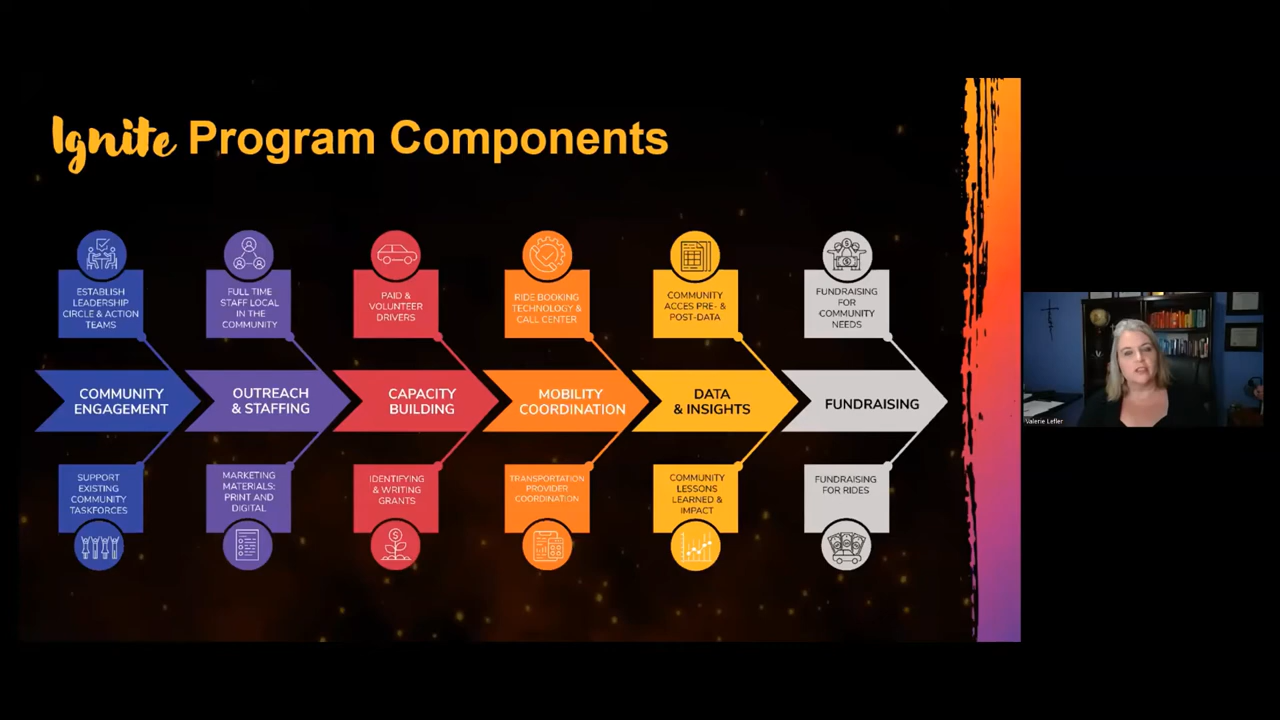 Ignite Program Components
ESTABLISH
LEADERSHIP
CIRCLE & ACTION
TEAMS
FULL TIME
STAFF LOCAL
IN THE
COMMUNITY
PAID &
VOLUNTEER
DRIVERS
RIDE BOOKING
TECHNOLOGY &
CALL CENTER
COMMUNITY
ACCES PRE- &
POST-DATA
FUNDRAISING
FOR
COMMUNITY
NEEDS
COMMUNITY
ENGAGEMENT
OUTREACH
& STAFFING
CAPACITY
BUILDING
MOBILITY
COORDINATION
DATA
& INSIGHTS
FUNDRAISING
SUPPORT
EXISTING
COMMUNITY
TASKFORCES
MARKETING
MATERIALS:
PRINT AND
DIGITAL
IDENTIFYING
& WRITING
GRANTS
TRANSPORTATION
PROVIDER
COORDINATION
COMMUNITY
LESSONS
LEARNED &
IMPACT
FUNDRAISING
FOR RIDES
Valerie Lefler